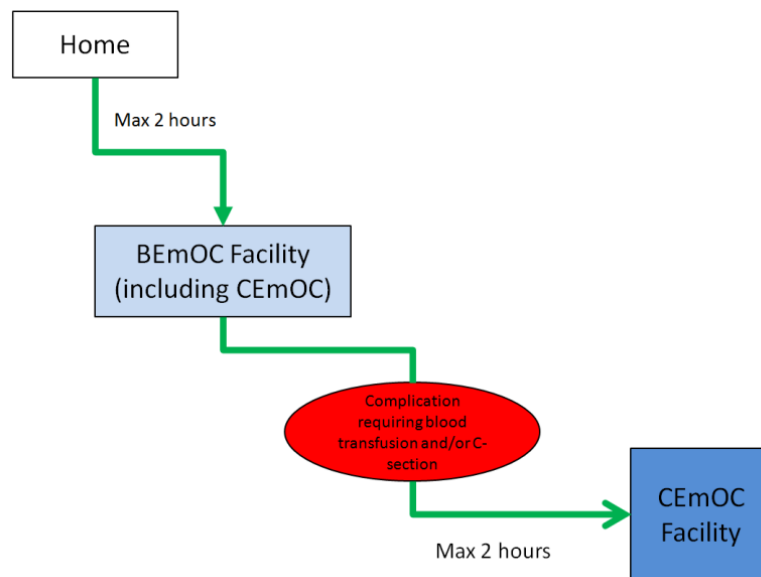 Home
Max 2 hours
BEmOC Facility
(including CEmOC)
Complication
requiring blood
transfusion and/or C-
section
CEmOC
Facility
Max 2 hours